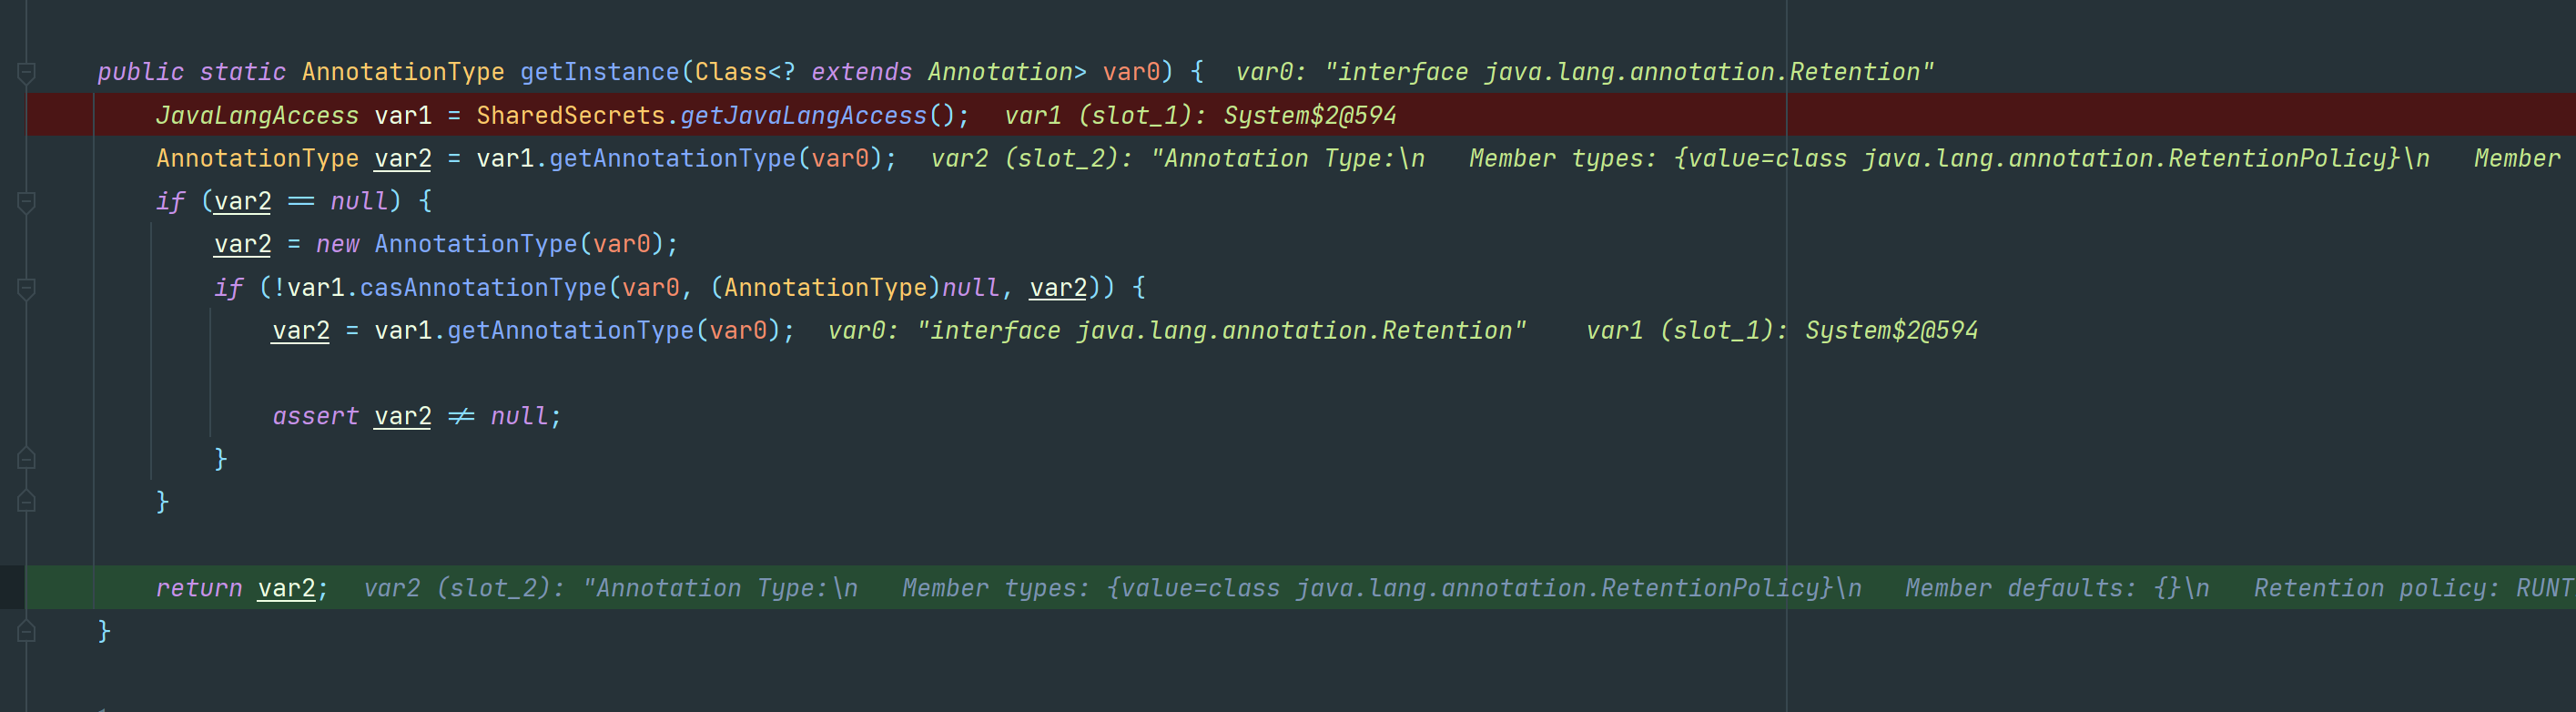 public static AnnotationType getInstance(Class<? extends Annotation> var0) {  var0: "interface java.lang.annotation.Retention"
JavaLangAccess var1 = SharedSecrets.getJavaLangAccess();  var1 (slot_1): System$2@594
AnnotationType var2 = var1.getAnnotationType(var0);  var2 (slot_2): "Annotation Type:\n   Member types: {value=class java.lang.annotation.RetentionPolicy}\n   Member
if (var2 == null) {
var2 = new AnnotationType(var0);
if (!var1.casAnnotationType(var0, (AnnotationType)null, var2)) {
var2 = var1.getAnnotationType(var0);  var0: "interface java.lang.annotation.Retention"    var1 (slot_1): System$2@594
assert var2 != null;
}
}
return var2;  var2 (slot_2): "Annotation Type:\n   Member types: {value=class java.lang.annotation.RetentionPolicy}\n   Member defaults: {}\n   Retention policy: RUNT
}